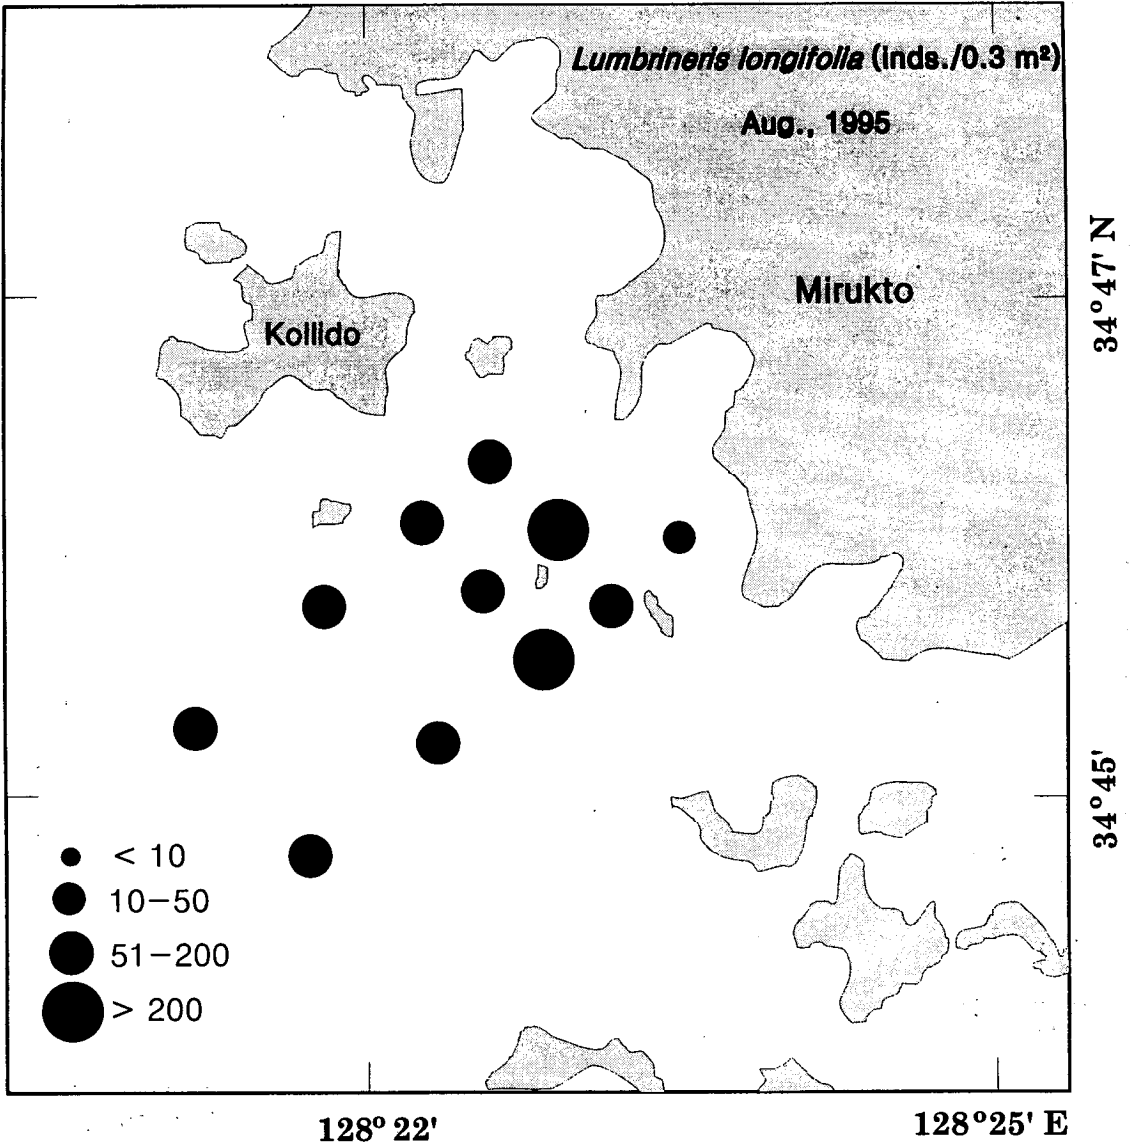 Lumbrineris longifolia (inds./0.3 m²)
Aug., 1995
34°47' N
Mirukto
Kollido
34°45'
< 10
10-50
51-200
> 200
128° 22'
128°25' E